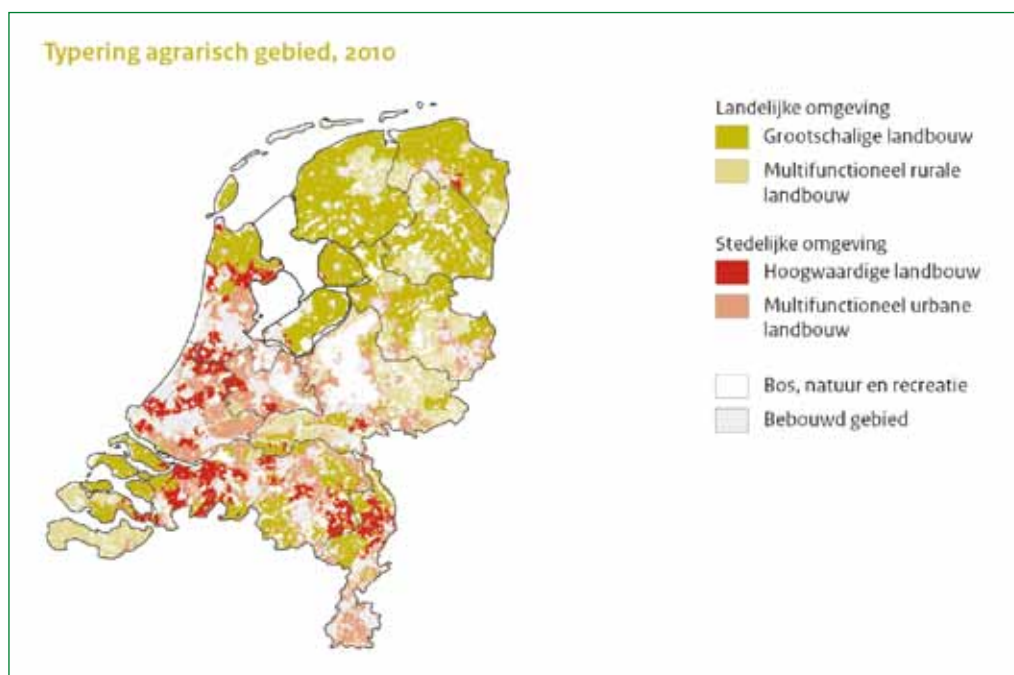 Typering agrarisch gebied, 2010
Landelijke omgeving
Grootschalige landbouw
Multifunctioneel rurale
landbouw
Stedelijke omgeving
Hoogwaardige landbouw
Multifunctioneel urbane
landbouw
Bos, natuur en recreatie
Bebouwd gebied